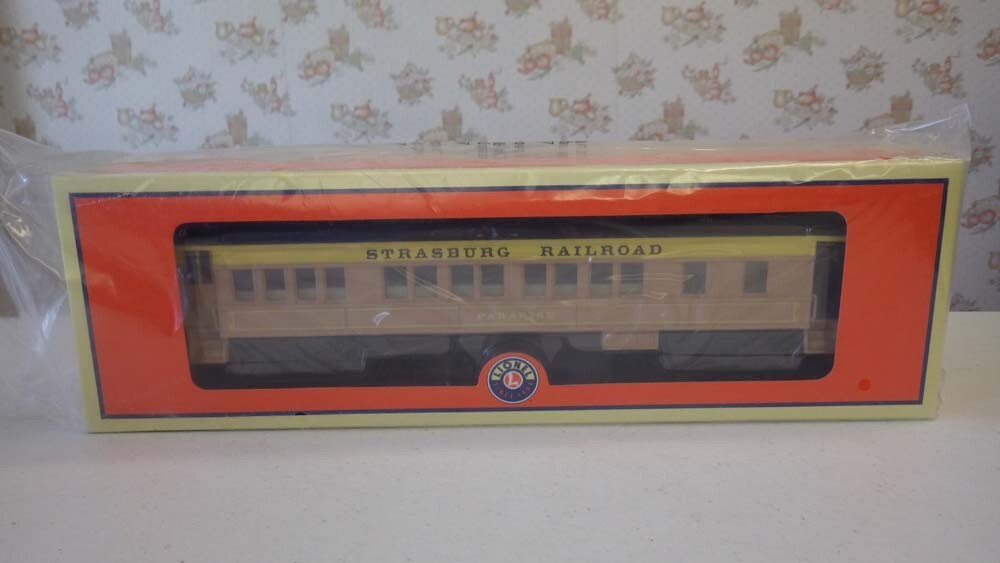 STRASBURG RAILROAD
PARADISE
LIONEL
L